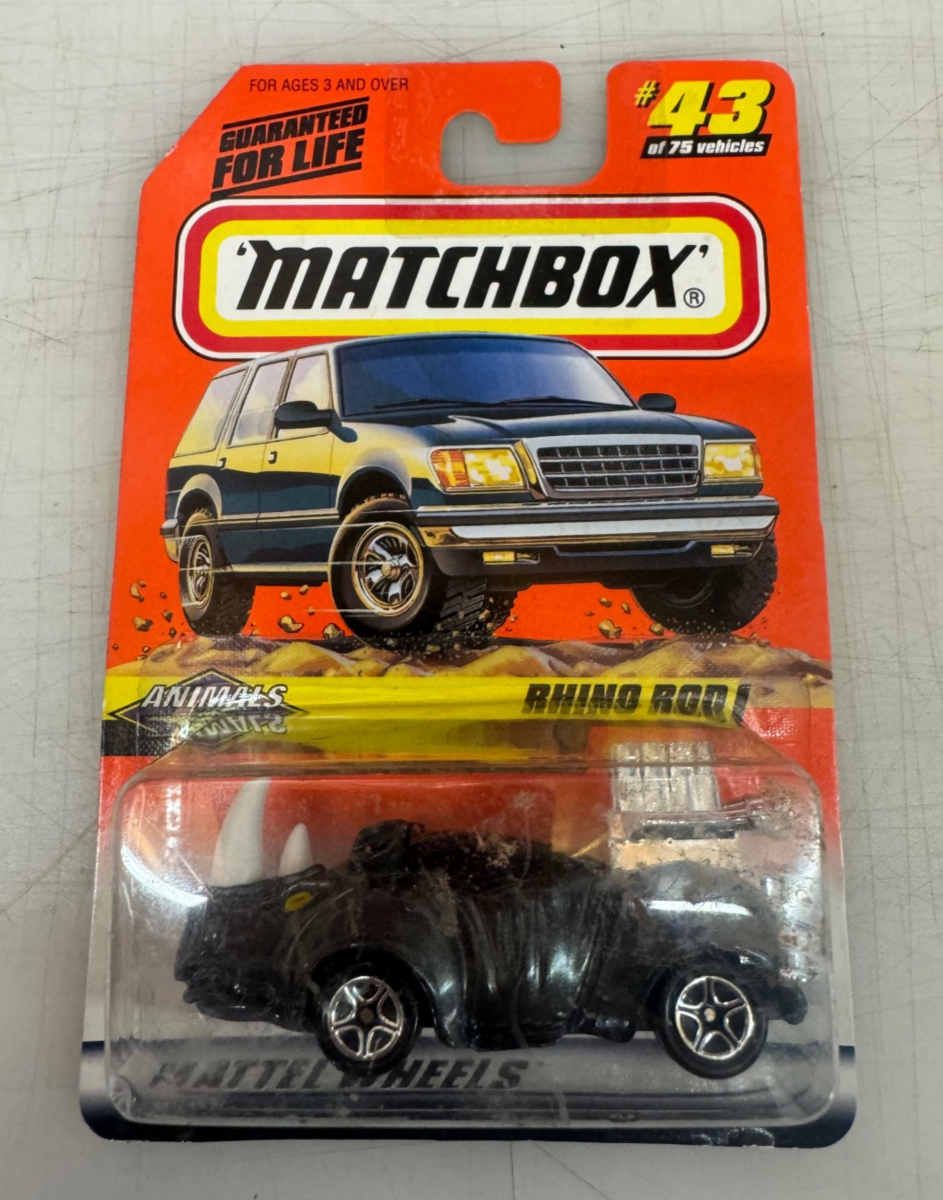 FOR AGES 3 AND OVER
GUARANTEED
FOR LIFE
#43
of 75 vehicles
'MATCHBOX'®
ANIMALS
RHINO ROD
MATTEL WHEELS